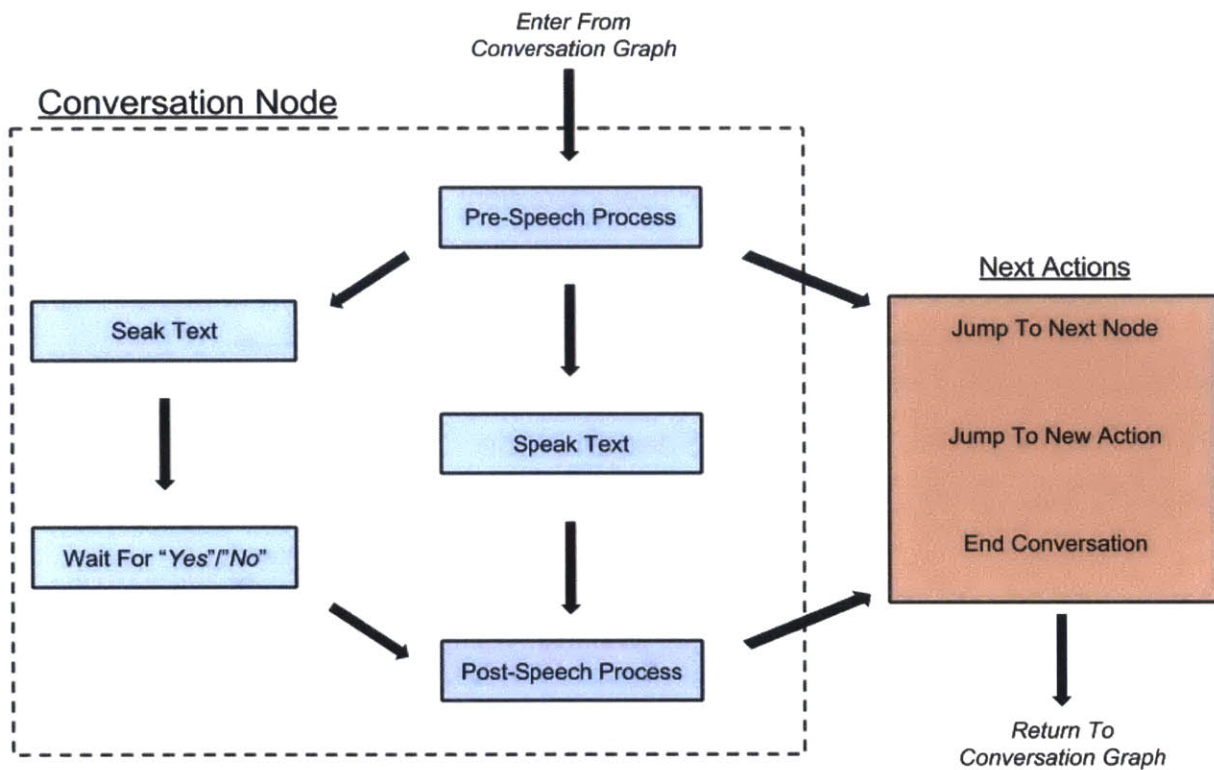 Enter From
Conversation Graph
Conversation Node
Pre-Speech Process
Next Actions
Seak Text
Jump To Next Node
Speak Text
Jump To New Action
Wait For “Yes”/”No”
End Conversation
Post-Speech Process
Return To
Conversation Graph